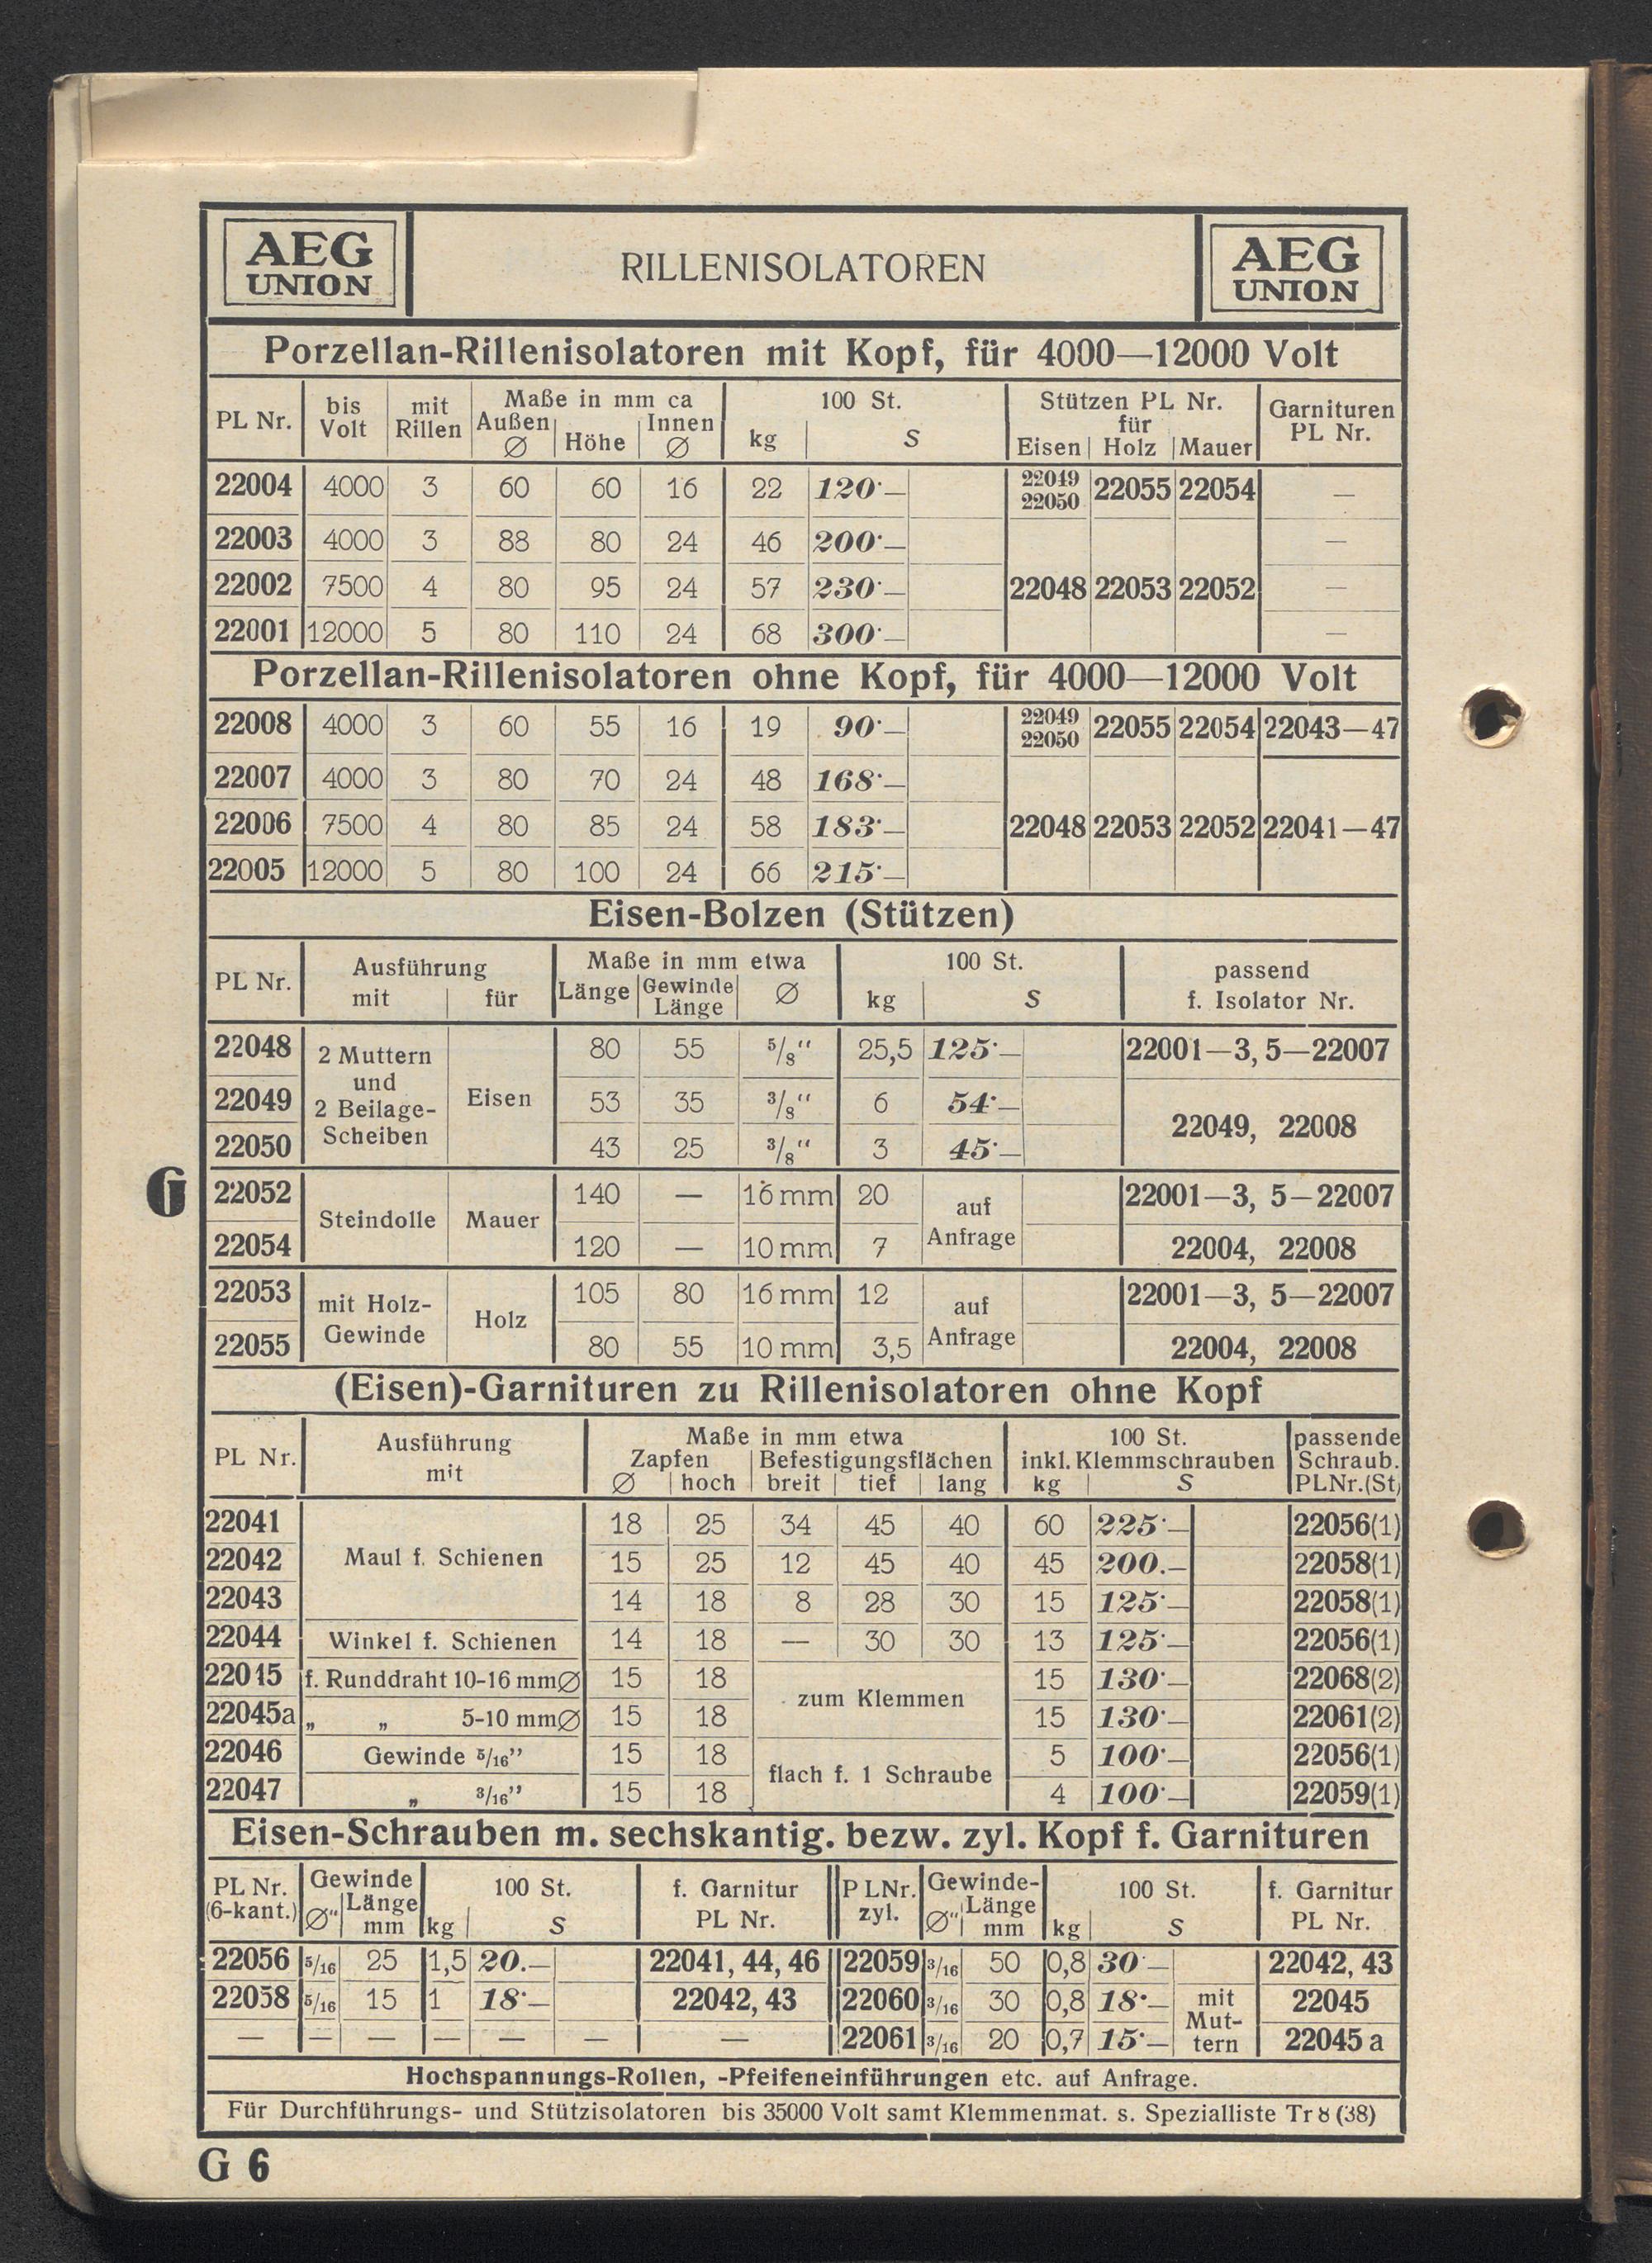 AEG UNION
RILLENISOLATOREN
AEG UNION
Porzellan-Rillenisolatoren mit Kopf, für 4000—12000 Volt
PL Nr. | bis Volt | mit Rillen | Maße in mm ca | 100 St. | Stützen PL Nr. für | Garnituren PL Nr.
Außen Ø | Höhe | Innen Ø | kg | S | Eisen | Holz | Mauer
22004 | 4000 | 3 | 60 | 60 | 16 | 22 | 120·— | 22049 22050 | 22055 | 22054 | —
22003 | 4000 | 3 | 88 | 80 | 24 | 46 | 200·— | —
22002 | 7500 | 4 | 80 | 95 | 24 | 57 | 230·— | 22048 | 22053 | 22052 | —
22001 | 12000 | 5 | 80 | 110 | 24 | 68 | 300·— | —
Porzellan-Rillenisolatoren ohne Kopf, für 4000—12000 Volt
22008 | 4000 | 3 | 60 | 55 | 16 | 19 | 90·— | 22049 22050 | 22055 | 22054 | 22043—47
22007 | 4000 | 3 | 80 | 70 | 24 | 48 | 168·—
22006 | 7500 | 4 | 80 | 85 | 24 | 58 | 183·— | 22048 | 22053 | 22052 | 22041—47
22005 | 12000 | 5 | 80 | 100 | 24 | 66 | 215·—
Eisen-Bolzen (Stützen)
PL Nr. | Ausführung | Maße in mm etwa | 100 St. | passend f. Isolator Nr.
mit | für | Länge | Gewinde Länge | Ø | kg | S
22048 | 2 Muttern und 2 Beilage-Scheiben | Eisen | 80 | 55 | 5/8" | 25,5 | 125·— | 22001—3, 5—22007
22049 | 53 | 35 | 3/8" | 6 | 54·— | 22049, 22008
22050 | 43 | 25 | 3/8" | 3 | 45·—
G
22052 | Steindolle | Mauer | 140 | — | 16 mm | 20 | auf Anfrage | 22001—3, 5—22007
22054 | 120 | — | 10 mm | 7 | 22004, 22008
22053 | mit Holz-Gewinde | Holz | 105 | 80 | 16 mm | 12 | auf Anfrage | 22001—3, 5—22007
22055 | 80 | 55 | 10 mm | 3,5 | 22004, 22008
(Eisen)-Garnituren zu Rillenisolatoren ohne Kopf
PL Nr. | Ausführung mit | Maße in mm etwa | 100 St. inkl. Klemmschrauben | passende Schraub. PLNr.(St)
Zapfen | Befestigungsflächen
Ø | hoch | breit | tief | lang | kg | S
22041 | Maul f. Schienen | 18 | 25 | 34 | 45 | 40 | 60 | 225·— | 22056(1)
22042 | 15 | 25 | 12 | 45 | 40 | 45 | 200.— | 22058(1)
22043 | 14 | 18 | 8 | 28 | 30 | 15 | 125·— | 22058(1)
22044 | Winkel f. Schienen | 14 | 18 | — | 30 | 30 | 13 | 125·— | 22056(1)
22045 | f. Runddraht 10-16 mmØ | 15 | 18 | zum Klemmen | 15 | 130·— | 22068(2)
22045a | „ „ 5-10 mmØ | 15 | 18 | 15 | 130·— | 22061(2)
22046 | Gewinde 5/16" | 15 | 18 | flach f. 1 Schraube | 5 | 100·— | 22056(1)
22047 | „ 3/16" | 15 | 18 | 4 | 100·— | 22059(1)
Eisen-Schrauben m. sechskantig. bezw. zyl. Kopf f. Garnituren
PL Nr. (6-kant.) | Gewinde Ø" | Länge mm | 100 St. kg | S | f. Garnitur PL Nr. | PLNr. zyl. | Gewinde- Ø" | Länge mm | 100 St. kg | S | f. Garnitur PL Nr.
22056 | 5/16 | 25 | 1,5 | 20.— | 22041, 44, 46 | 22059 | 3/16 | 50 | 0,8 | 30·— | 22042, 43
22058 | 5/16 | 15 | 1 | 18·— | 22042, 43 | 22060 | 3/16 | 30 | 0,8 | 18·— | mit Mut-tern | 22045
— | — | — | — | — | — | — | 22061 | 3/16 | 20 | 0,7 | 15·— | 22045 a
Hochspannungs-Rollen, -Pfeifeneinführungen etc. auf Anfrage.
Für Durchführungs- und Stützisolatoren bis 35000 Volt samt Klemmenmat. s. Spezialliste Tr 8 (38)
G 6